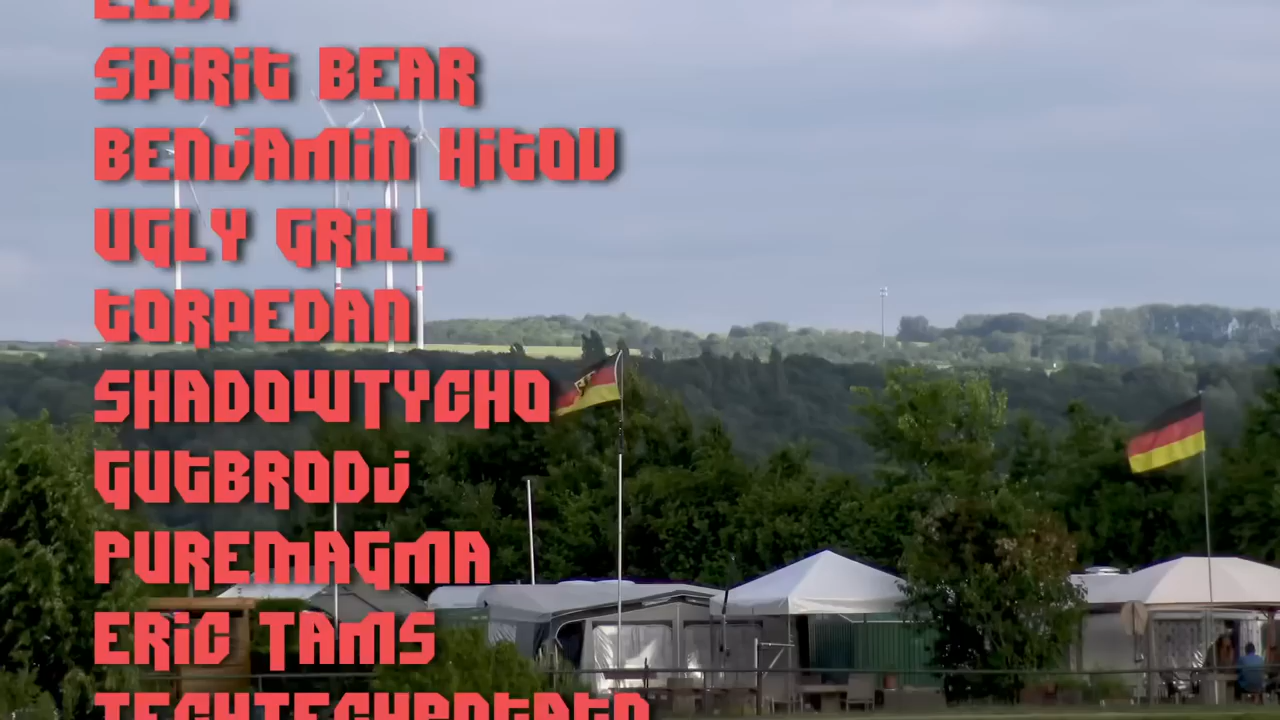 SPiRit BEAR
BENJAMiN HitOV
UGLY GRiLL
tORPEDAN
SHADOWTYCHO
GUtBRODJ
PUREMAGMA
ERiC TAMS